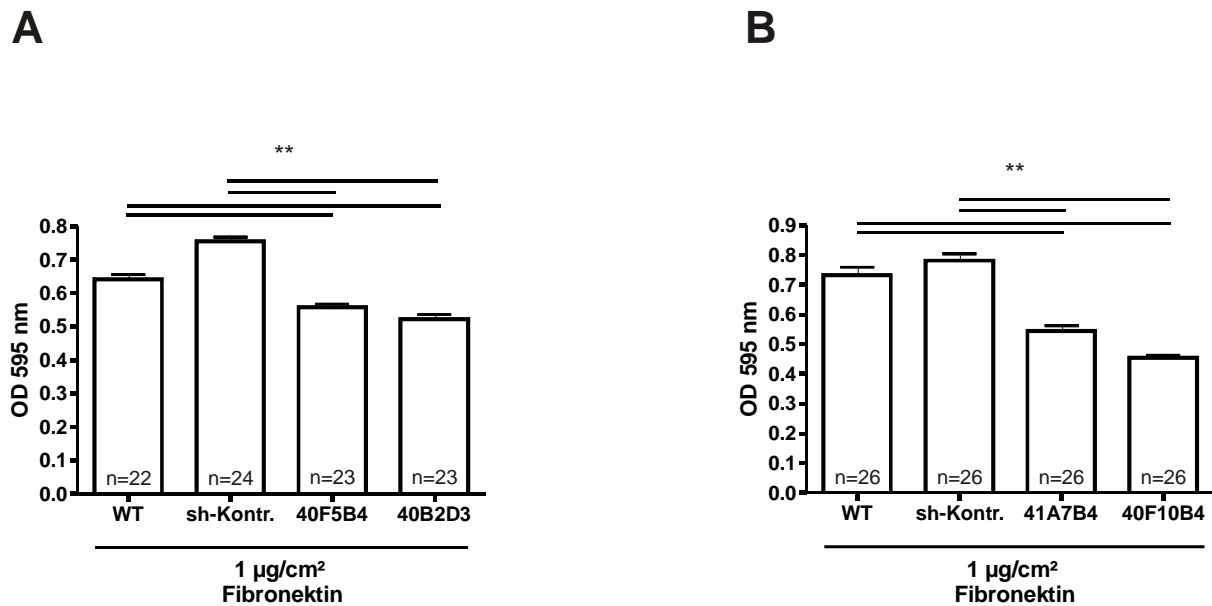 A
**
OD 595 nm
0.8
0.7
0.6
0.5
0.4
0.3
0.2
0.1
0.0
n=22 n=24 n=23 n=23
WT sh-Kontr. 40F5B4 40B2D3
1 µg/cm²
Fibronektin
B
**
OD 595 nm
0.9
0.8
0.7
0.6
0.5
0.4
0.3
0.2
0.1
0.0
n=26 n=26 n=26 n=26
WT sh-Kontr. 41A7B4 40F10B4
1 µg/cm²
Fibronektin